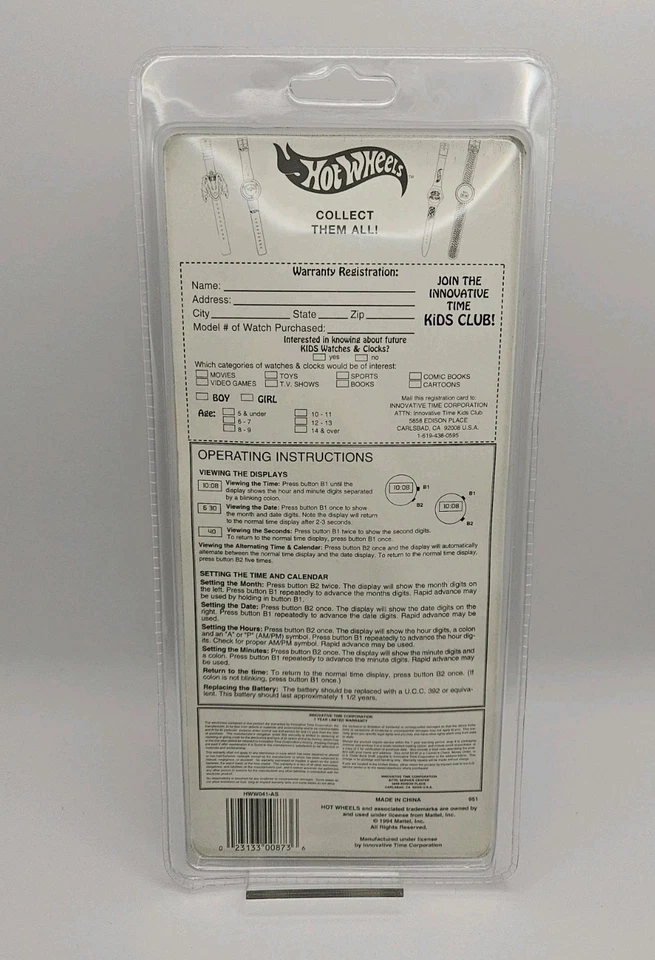 HOT WHEELS™
COLLECT
THEM ALL!
Warranty Registration:
Name:
Address:
City State Zip
Model # of Watch Purchased:
Interested in knowing about future
KIDS Watches & Clocks?
yes no
Which categories of watches & clocks would be of interest:
MOVIES TOYS SPORTS COMIC BOOKS
VIDEO GAMES T.V. SHOWS BOOKS CARTOONS
BOY GIRL
Age: 5 & under 10 - 11
6 - 7 12 - 13
8 - 9 14 & over
JOIN THE
INNOVATIVE
TIME
KIDS CLUB!
Mail this registration card to:
INNOVATIVE TIME CORPORATION
ATTN: Innovative Time Kids Club
5858 EDISON PLACE
CARLSBAD, CA 92008 U.S.A.
1-619-438-0595
OPERATING INSTRUCTIONS
VIEWING THE DISPLAYS
10:08 Viewing the Time: Press button B1 until the
display shows the hour and minute digits separated
by a blinking colon.
6 30 Viewing the Date: Press button B1 once to show
the month and date digits. Note the display will return
to the normal time display after 2-3 seconds.
40 Viewing the Seconds: Press button B1 twice to show the second digits.
To return to the normal time display, press button B1 once.
10:08 B1
B2
10:08 B1
B2
Viewing the Alternating Time & Calendar: Press button B2 once and the display will automatically
alternate between the normal time display and the date display. To return to the normal time display,
press button B2 five times.
SETTING THE TIME AND CALENDAR
Setting the Month: Press button B2 twice. The display will show the month digits on
the left. Press button B1 repeatedly to advance the months digits. Rapid advance may
be used by holding in button B1.
Setting the Date: Press button B2 once. The display will show the date digits on the
right. Press button B1 repeatedly to advance the date digits. Rapid advance may be
used.
Setting the Hours: Press button B2 once. The display will show the hour digits, a colon
and an "A" or "P" (AM/PM) symbol. Press button B1 repeatedly to advance the hour dig-
its. Check for proper AM/PM symbol. Rapid advance may be used.
Setting the Minutes: Press button B2 once. The display will show the minute digits and
a colon. Press button B1 repeatedly to advance the minute digits. Rapid advance may
be used.
Return to the time: To return to the normal time display, press button B2 once. (If
colon is not blinking, press button B1 once.)
Replacing the Battery: The battery should be replaced with a U.C.C. 392 or equiva-
lent. This battery should last approximately 1 1/2 years.
INNOVATIVE TIME CORPORATION
1 YEAR LIMITED WARRANTY
INNOVATIVE TIME CORPORATION
ATTN: SERVICE CENTER
5858 EDISON PLACE
CARLSBAD, CA 92008 U.S.A.
HWW041-AS
0 23133 00873 6
MADE IN CHINA 981
HOT WHEELS and associated trademarks are owned by
and used under license from Mattel, Inc.
© 1994 Mattel, Inc.
All Rights Reserved.
Manufactured under license
by Innovative Time Corporation